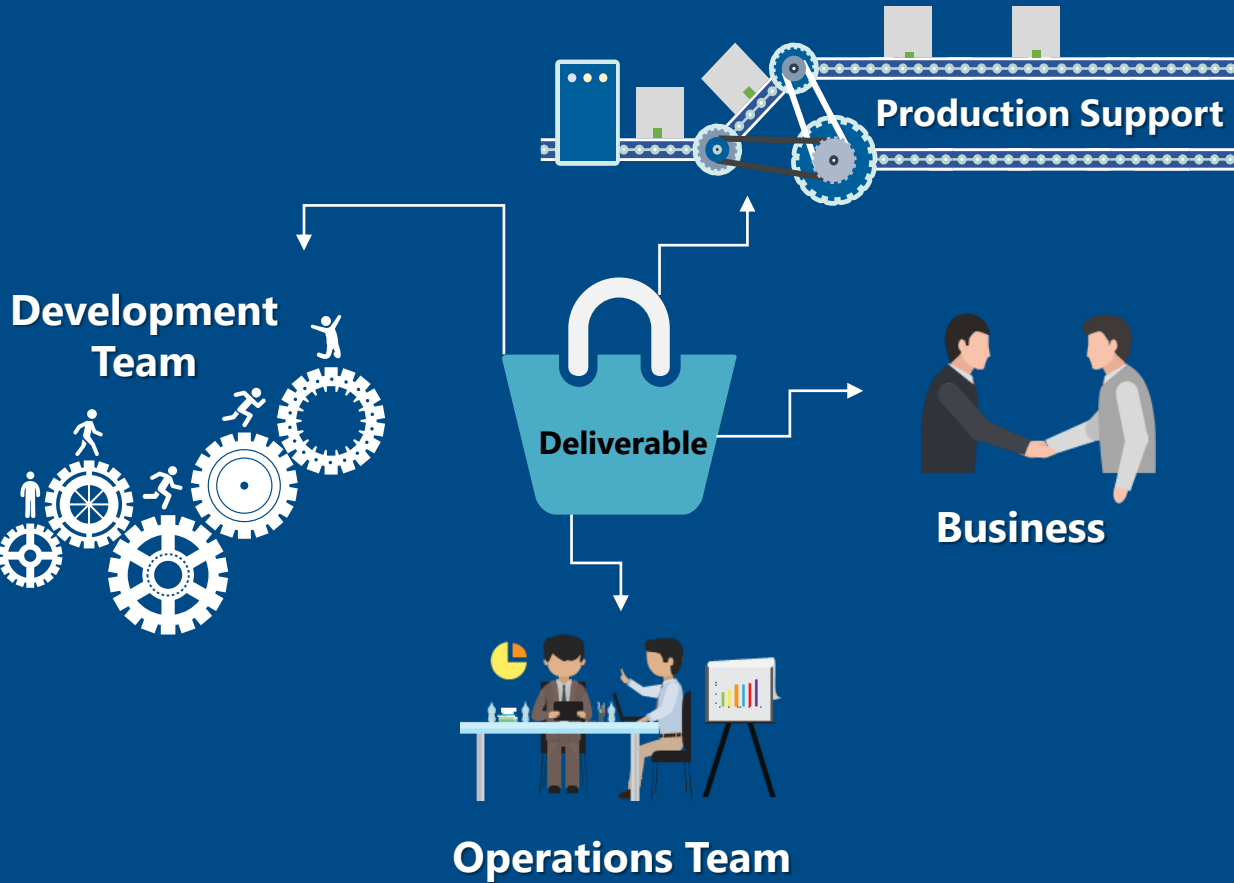 Production Support
Development
Team
Deliverable
Business
Operations Team